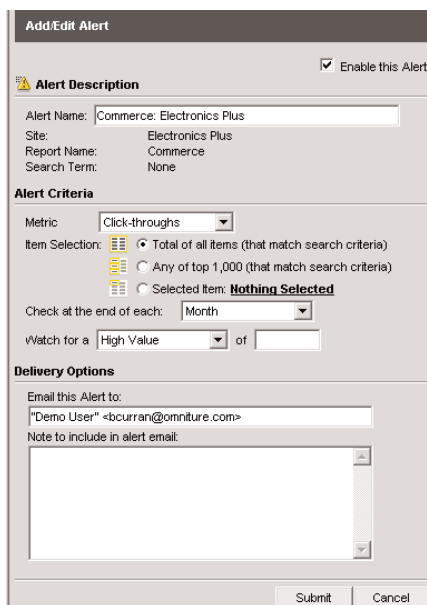 Add/Edit Alert
Enable this Alert
Alert Description
Alert Name: Commerce: Electronics Plus
Site: Electronics Plus
Report Name: Commerce
Search Term: None
Alert Criteria
Metric Click-throughs
Item Selection: Total of all items (that match search criteria)
Any of top 1,000 (that match search criteria)
Selected Item: Nothing Selected
Check at the end of each: Month
Watch for a High Value of
Delivery Options
Email this Alert to:
"Demo User" <bcurran@omniture.com>
Note to include in alert email:
Submit Cancel